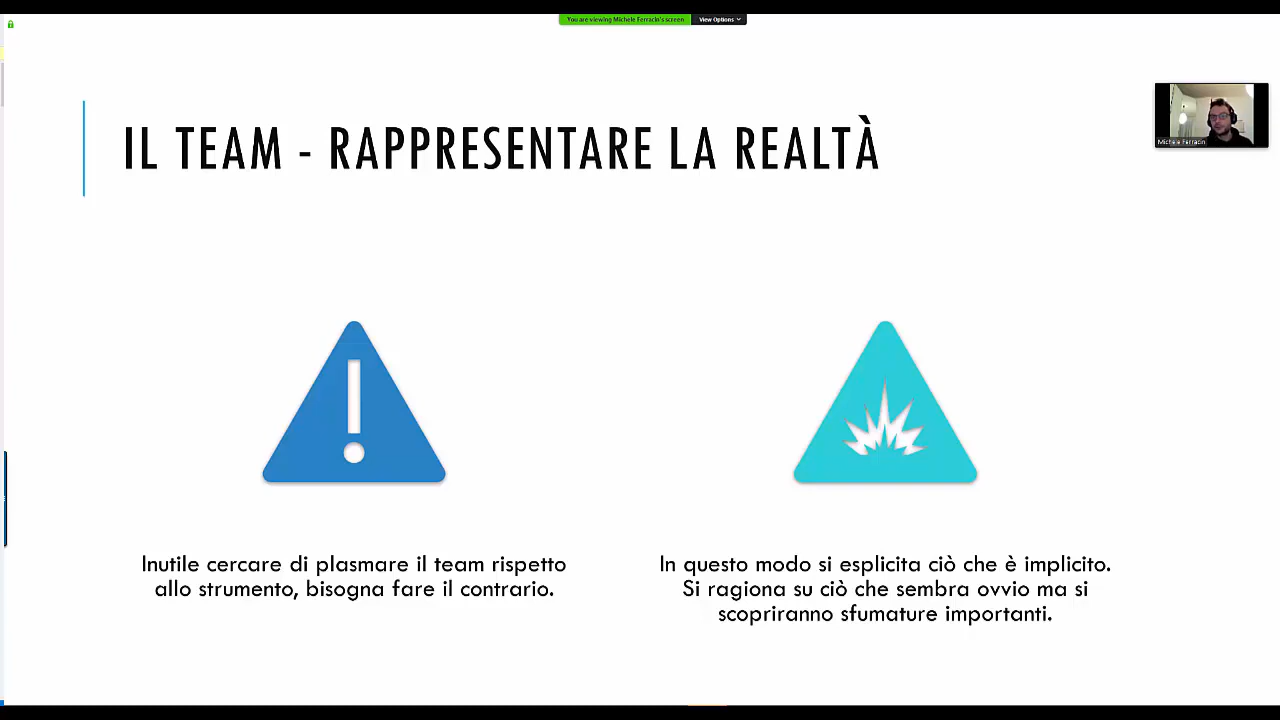 You are viewing Michele Ferracin's screen
View Options
IL TEAM - RAPPRESENTARE LA REALTÀ
Michele Ferracin
Inutile cercare di plasmare il team rispetto
allo strumento, bisogna fare il contrario.
In questo modo si esplicita ciò che è implicito.
Si ragiona su ciò che sembra ovvio ma si
scopriranno sfumature importanti.